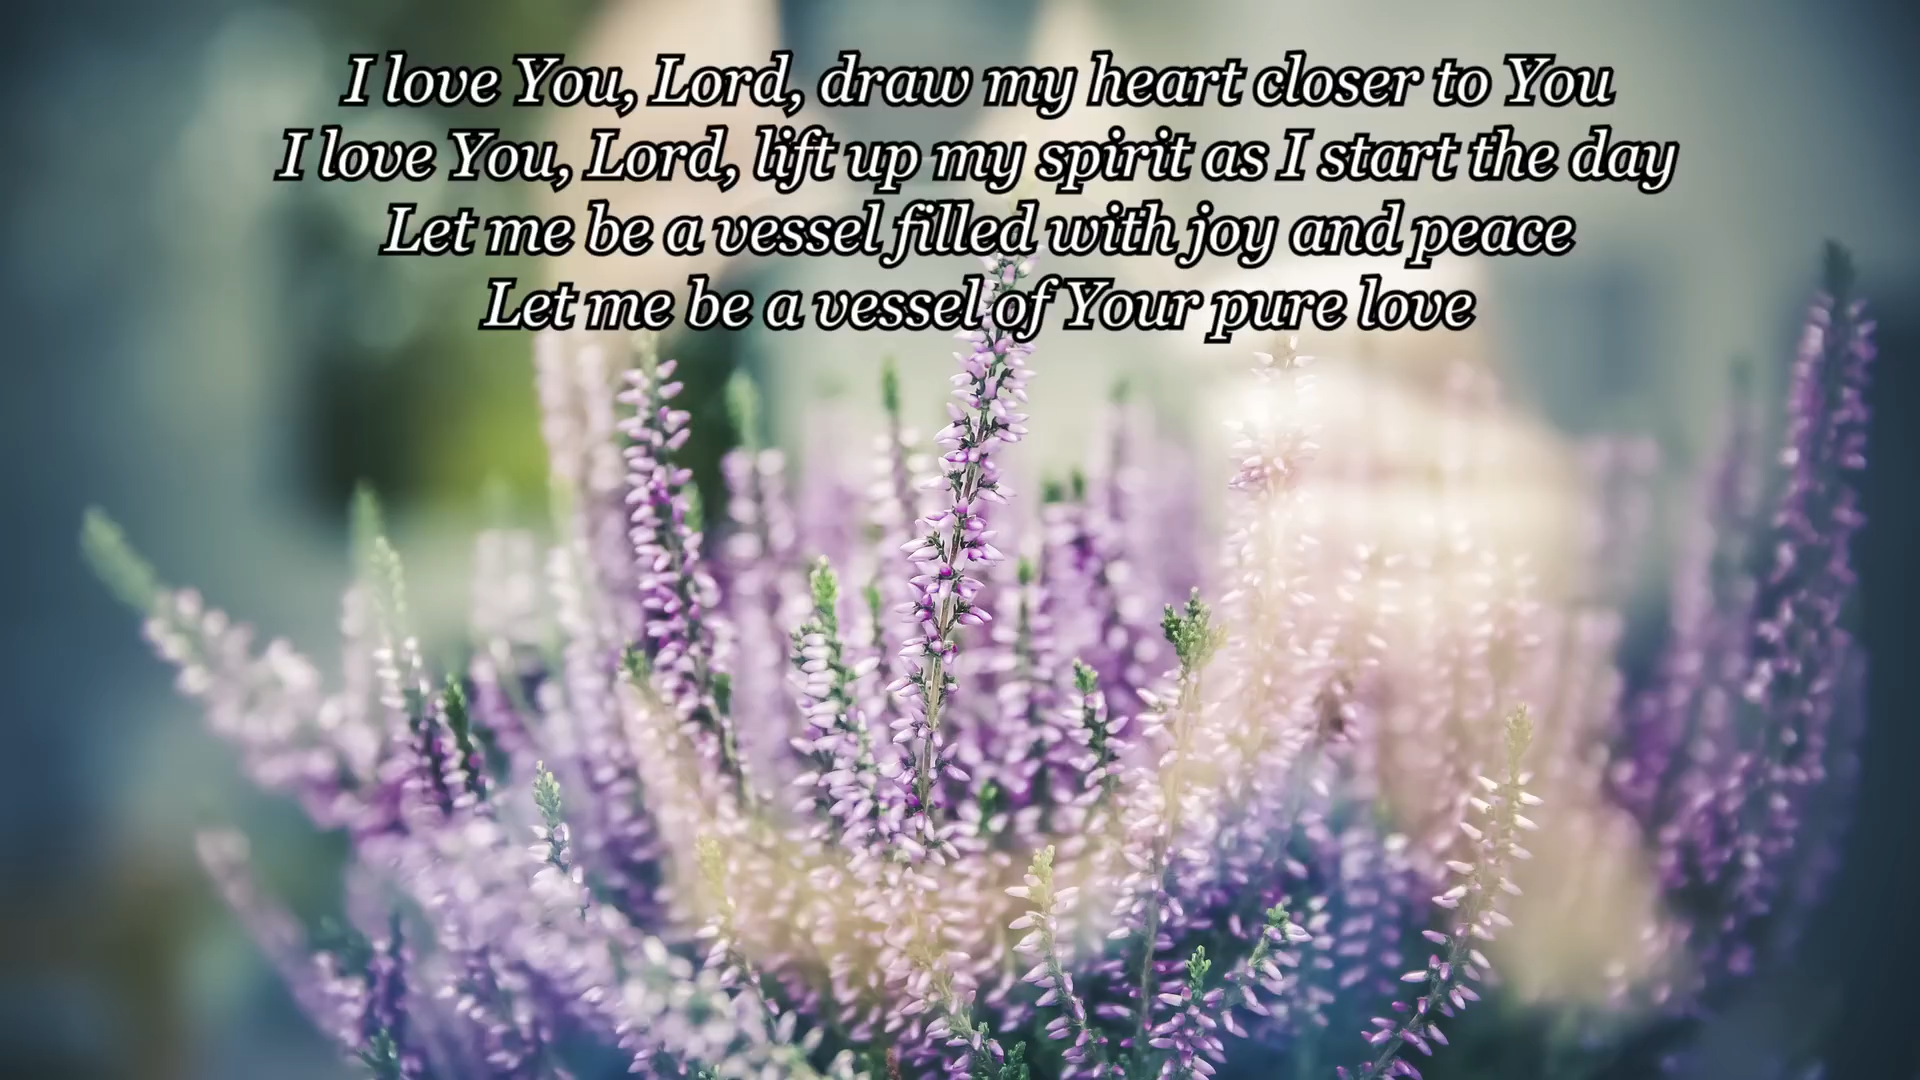 I love You, Lord, draw my heart closer to You
I love You, Lord, lift up my spirit as I start the day
Let me be a vessel filled with joy and peace
Let me be a vessel of Your pure love